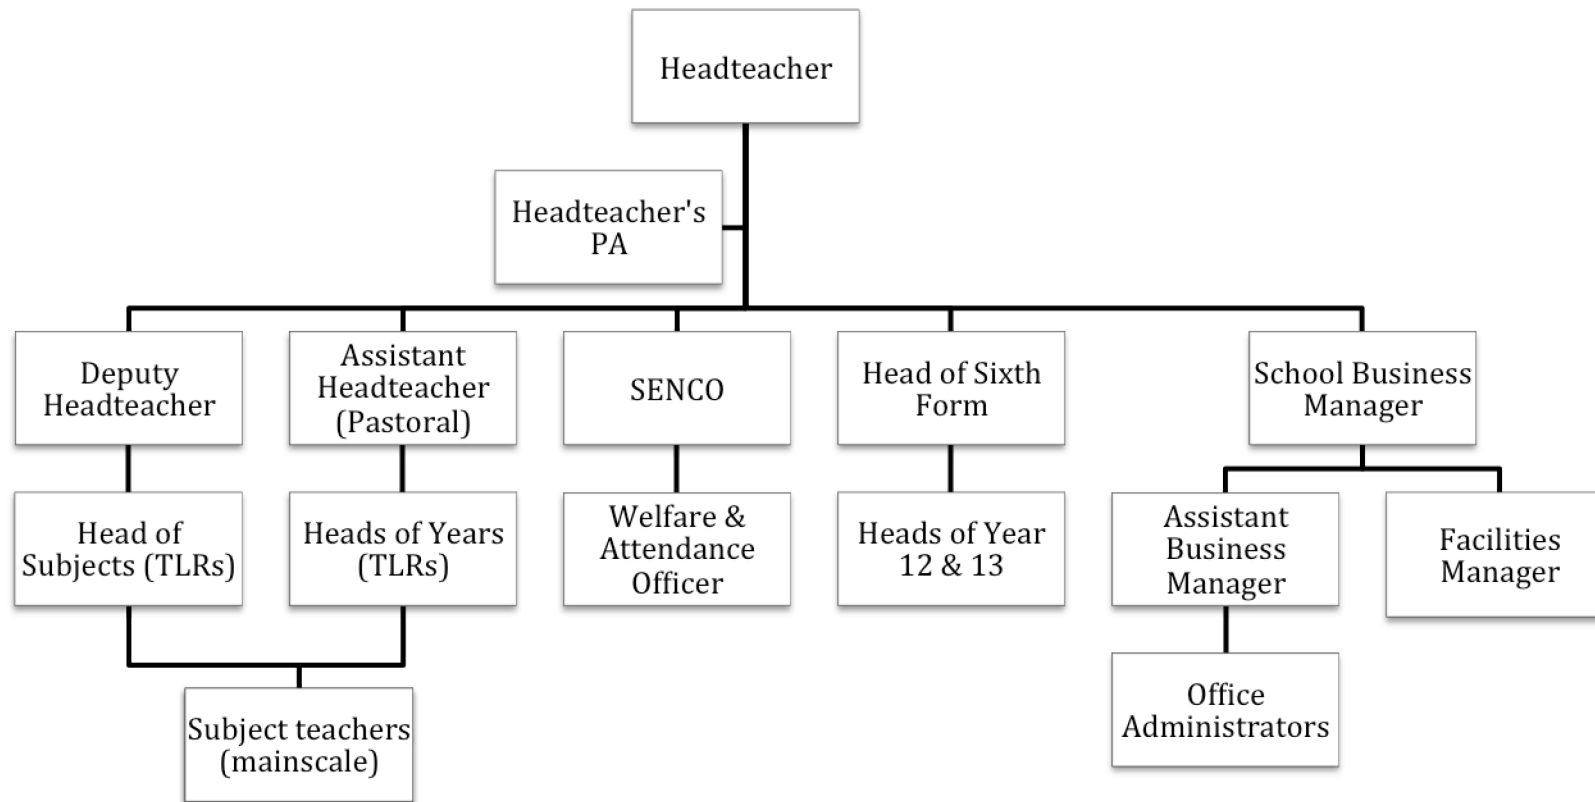 Headteacher
Headteacher's
PA
Deputy
Headteacher
Assistant
Headteacher
(Pastoral)
SENCO
Head of Sixth
Form
School Business
Manager
Head of
Subjects (TLRs)
Heads of Years
(TLRs)
Welfare &
Attendance
Officer
Heads of Year
12 & 13
Assistant
Business
Manager
Facilities
Manager
Subject teachers
(mainscale)
Office
Administrators